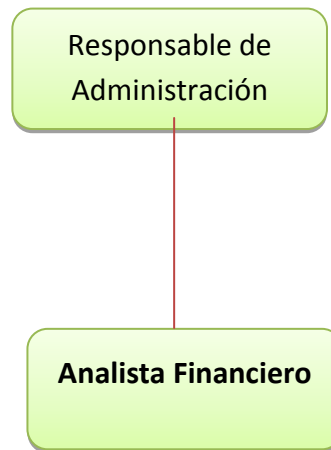 Responsable de
Administración
Analista Financiero